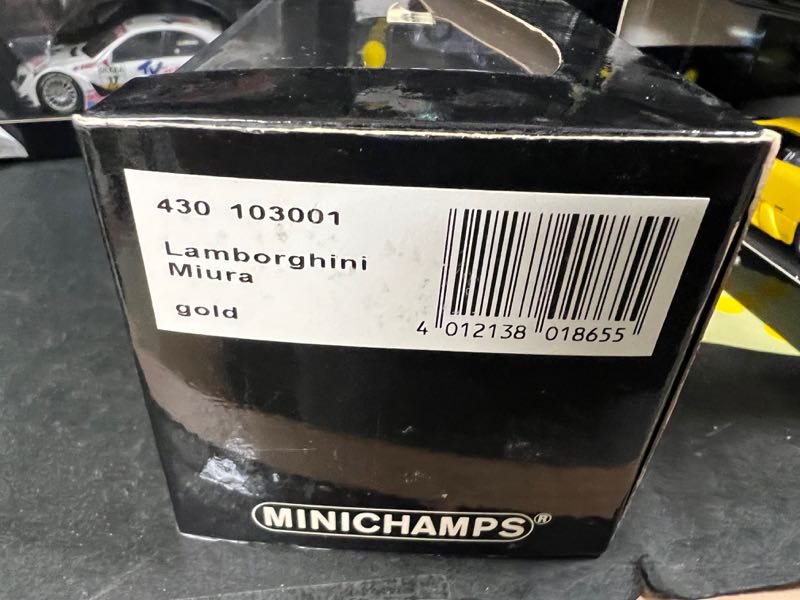 430 103001
Lamborghini
Miura
gold
4 012138 018655
MINICHAMPS®